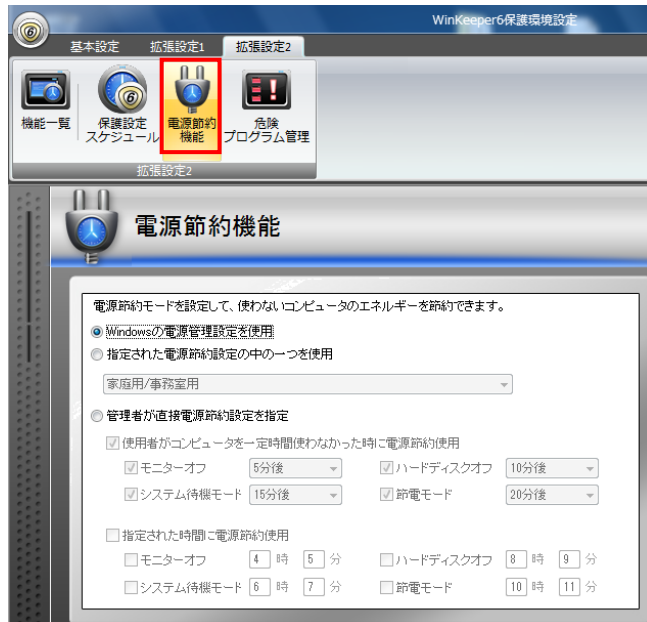 WinKeeper6保護環境設定
基本設定 拡張設定1 拡張設定2
機能一覧 保護設定 電源節約 危険
スケジュール 機能 プログラム管理
拡張設定2
電源節約機能
電源節約モードを設定して、使わないコンピュータのエネルギーを節約できます。
Windowsの電源管理設定を使用
指定された電源節約設定の中の一つを使用
家庭用/事務室用
管理者が直接電源節約設定を指定
使用者がコンピュータを一定時間使わなかった時に電源節約使用
モニターオフ 5分後 ハードディスクオフ 10分後
システム待機モード 15分後 節電モード 20分後
指定された時間に電源節約使用
モニターオフ 4 時 5 分 ハードディスクオフ 8 時 9 分
システム待機モード 6 時 7 分 節電モード 10 時 11 分